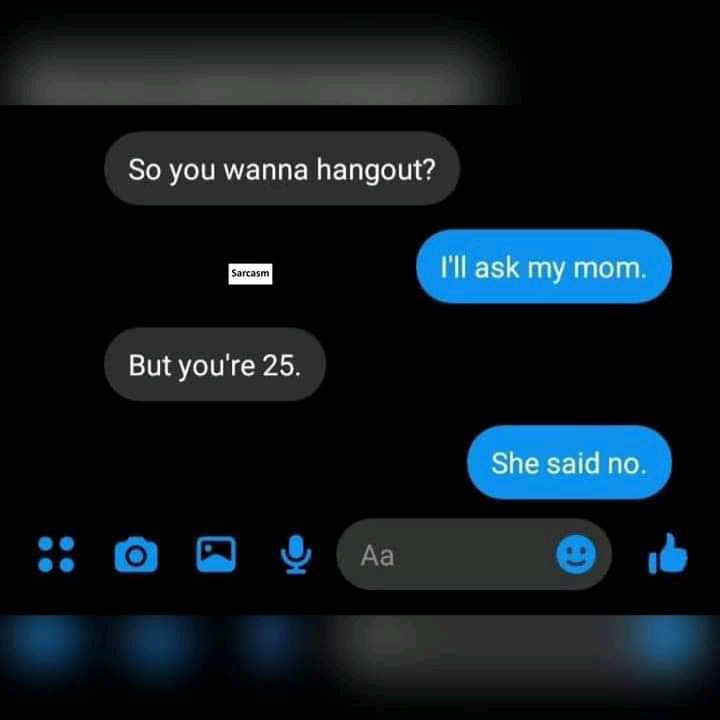 So you wanna hangout?
I'll ask my mom.
Sarcasm
But you're 25.
She said no.
Aa